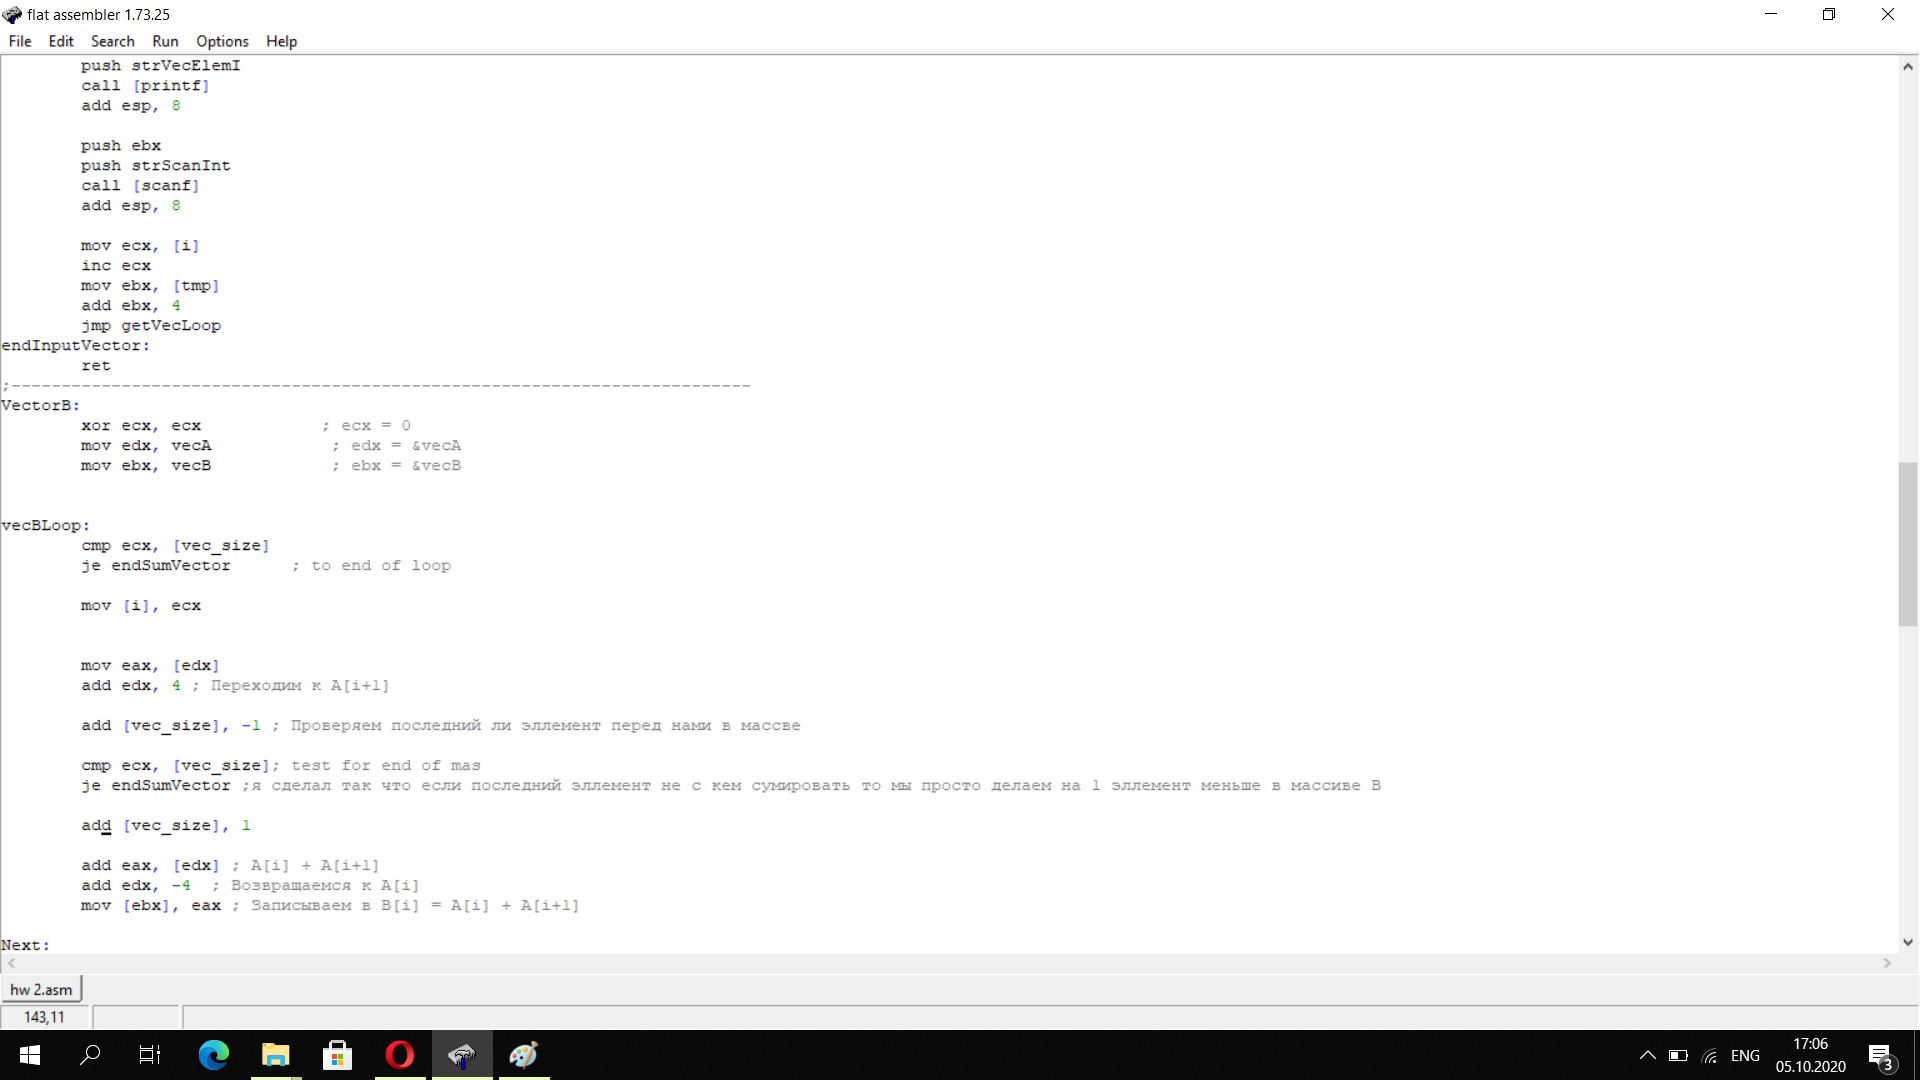 flat assembler 1.73.25
File Edit Search Run Options Help
push strVecElemI
call [printf]
add esp, 8
push ebx
push strScanInt
call [scanf]
add esp, 8
mov ecx, [i]
inc ecx
mov ebx, [tmp]
add ebx, 4
jmp getVecLoop
endInputVector:
ret
;--------------------------------------------------------------------------
VectorB:
xor ecx, ecx ; ecx = 0
mov edx, vecA ; edx = &vecA
mov ebx, vecB ; ebx = &vecB
vecBLoop:
cmp ecx, [vec_size]
je endSumVector ; to end of loop
mov [i], ecx
mov eax, [edx]
add edx, 4 ; Переходим к A[i+1]
add [vec_size], -1 ; Проверяем последний ли эллемент перед нами в массве
cmp ecx, [vec_size]; test for end of mas
je endSumVector ;я сделал так что если последний эллемент не с кем сумировать то мы просто делаем на 1 эллемент меньше в массиве B
add [vec_size], 1
add eax, [edx] ; A[i] + A[i+1]
add edx, -4 ; Возвращаемся к A[i]
mov [ebx], eax ; Записываем в B[i] = A[i] + A[i+1]
Next:
hw 2.asm
143,11
ENG
17:06
05.10.2020
3